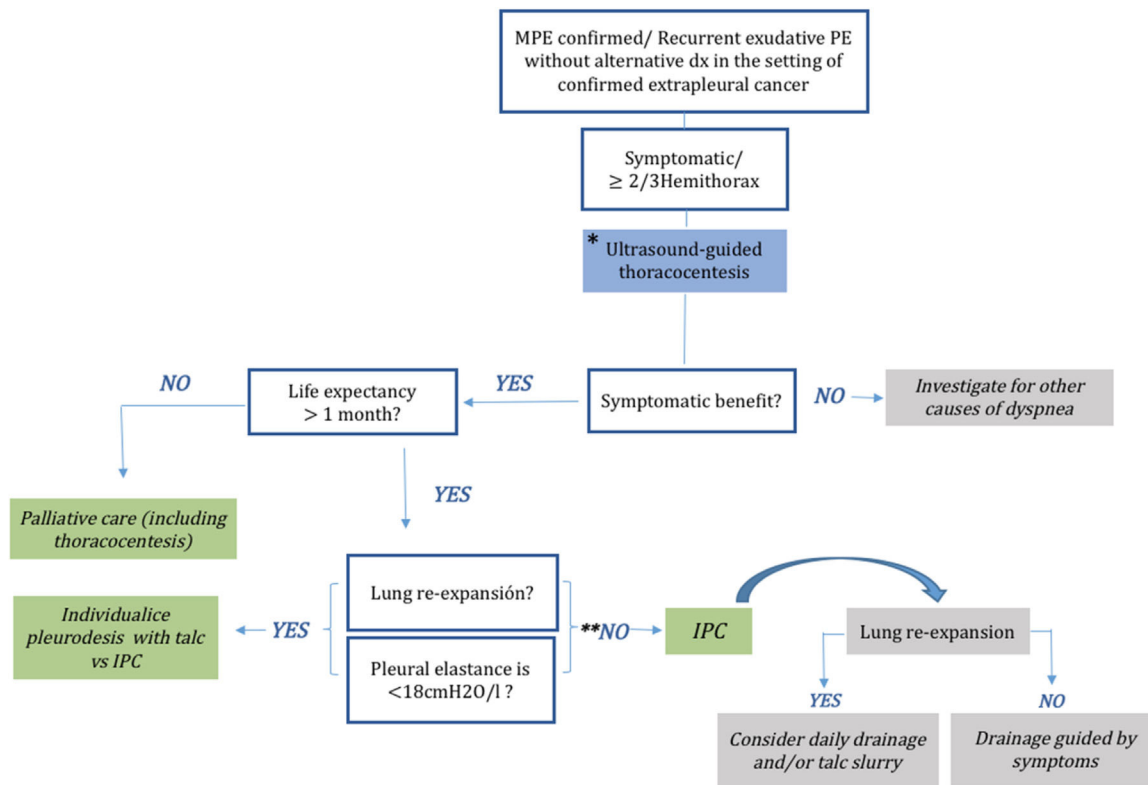 MPE confirmed/ Recurrent exudative PE
without alternative dx in the setting of
confirmed extrapleural cancer
Symptomatic/
≥ 2/3Hemithorax
* Ultrasound-guided
thoracocentesis
NO
Life expectancy
> 1 month?
YES
Symptomatic benefit?
NO
Investigate for other
causes of dyspnea
YES
Palliative care (including
thoracocentesis)
Lung re-expansión?
Individualice
pleurodesis with talc
vs IPC
YES
**NO
IPC
Lung re-expansion
Pleural elastance is
<18cmH2O/l ?
YES
NO
Consider daily drainage
and/or talc slurry
Drainage guided by
symptoms